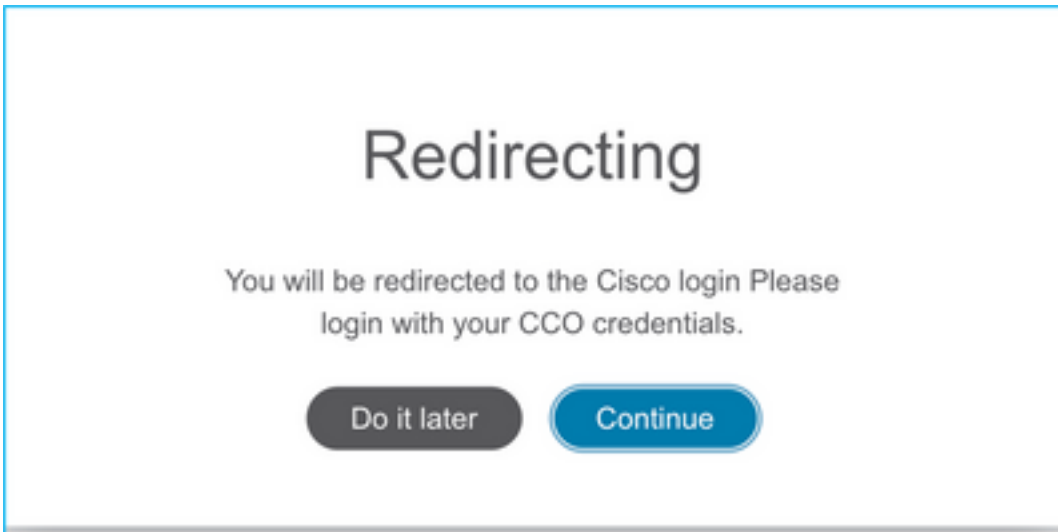 Redirecting
You will be redirected to the Cisco login Please
login with your CCO credentials.
Do it later
Continue